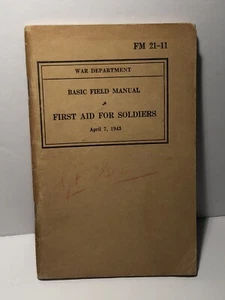 FM 21–11
WAR DEPARTMENT
BASIC FIELD MANUAL
FIRST AID FOR SOLDIERS
April 7, 1943